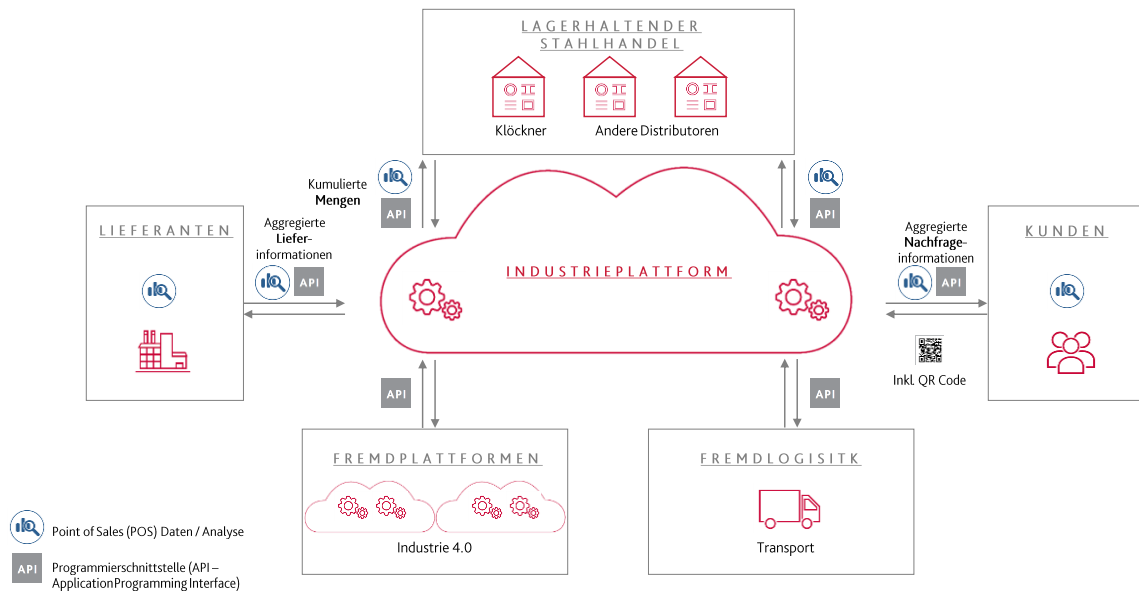 LAGERHALTENDER
STAHLHANDEL
Klöckner
Andere Distributoren
Kumulierte
Mengen
API
API
LIEFERANTEN
Aggregierte
Liefer-
informationen
API
INDUSTRIEPLATTFORM
Aggregierte
Nachfrage-
informationen
API
KUNDEN
Inkl. QR Code
API
API
FREMDPLATTFORMEN
Industrie 4.0
FREMDLOGISITK
Transport
Point of Sales (POS) Daten / Analyse
API
Programmierschnittstelle (API –
Application Programming Interface)